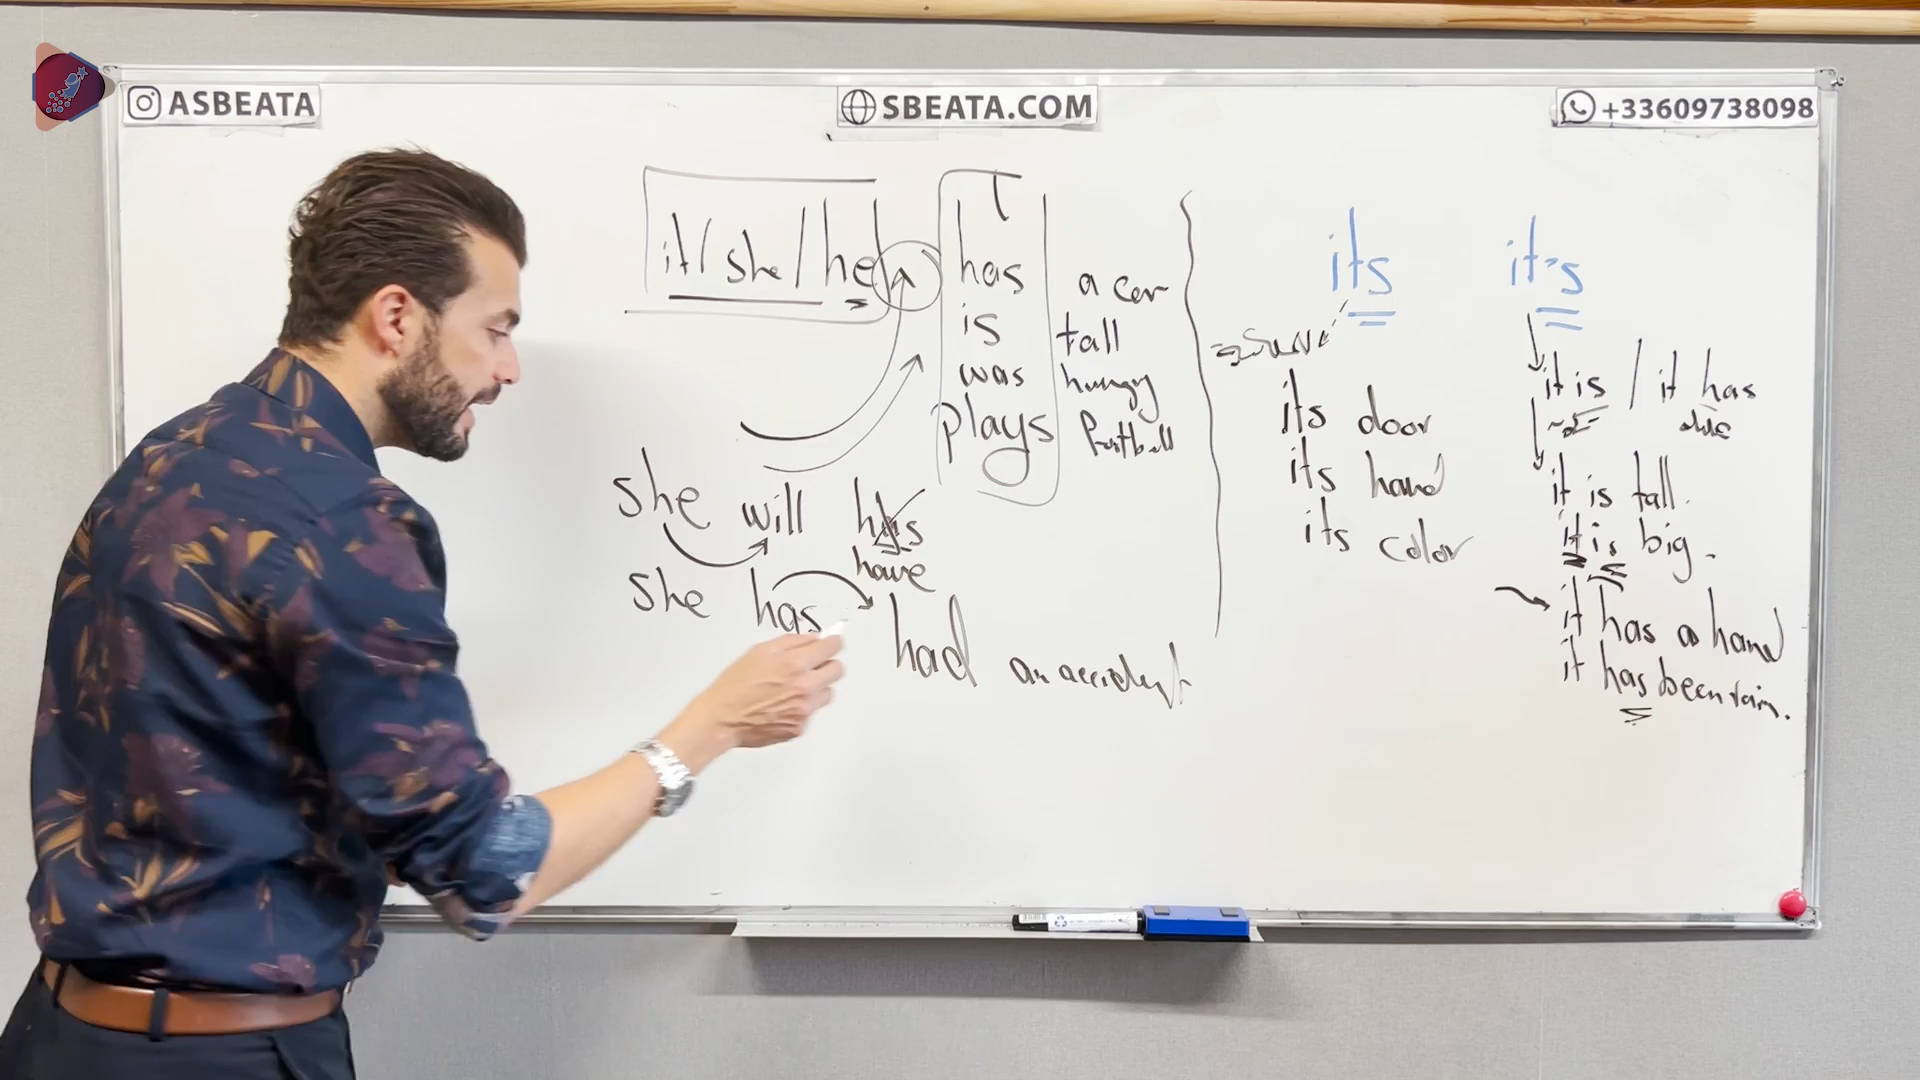 ASBEATA
SBEATA.COM
+33609738098
it/ she / he
has a car
is tall
was hungry
plays football
she will has
have
she has had an accident
its
its door
its hand
its color
it's
it is / it has
it is tall.
it is big.
it has a hand
it has been rain.